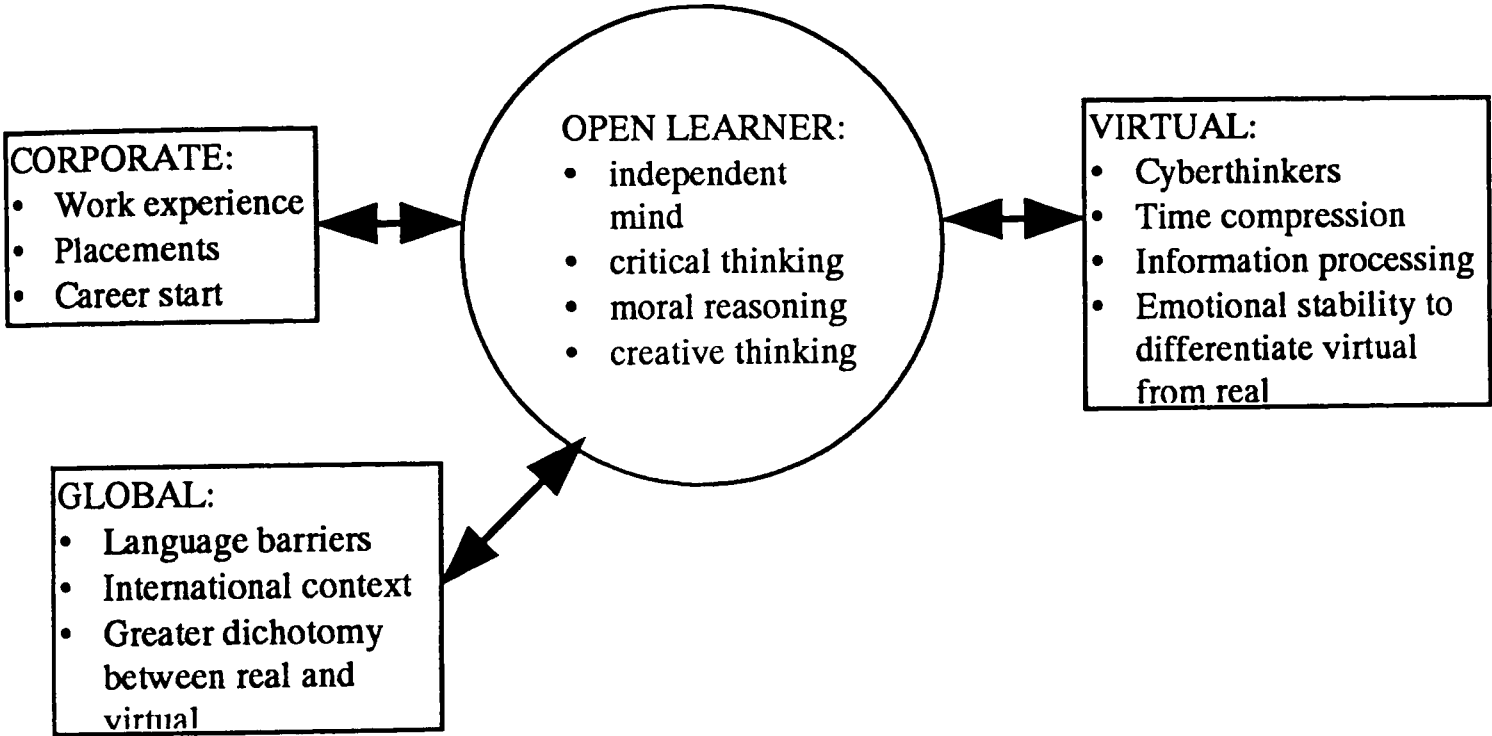 OPEN LEARNER:
• independent
mind
• critical thinking
• moral reasoning
• creative thinking
CORPORATE:
• Work experience
• Placements
• Career start
VIRTUAL:
• Cyberthinkers
• Time compression
• Information processing
• Emotional stability to
differentiate virtual
from real
GLOBAL:
• Language barriers
• International context
• Greater dichotomy
between real and
virtual